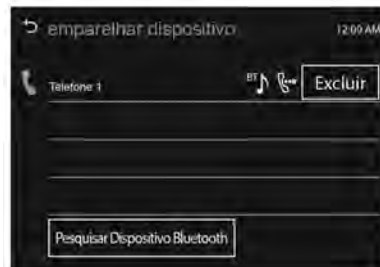 emparelhar dispositivo 12:00 AM
Telefone 1 BT Excluir
Pesquisar Dispositivo Bluetooth